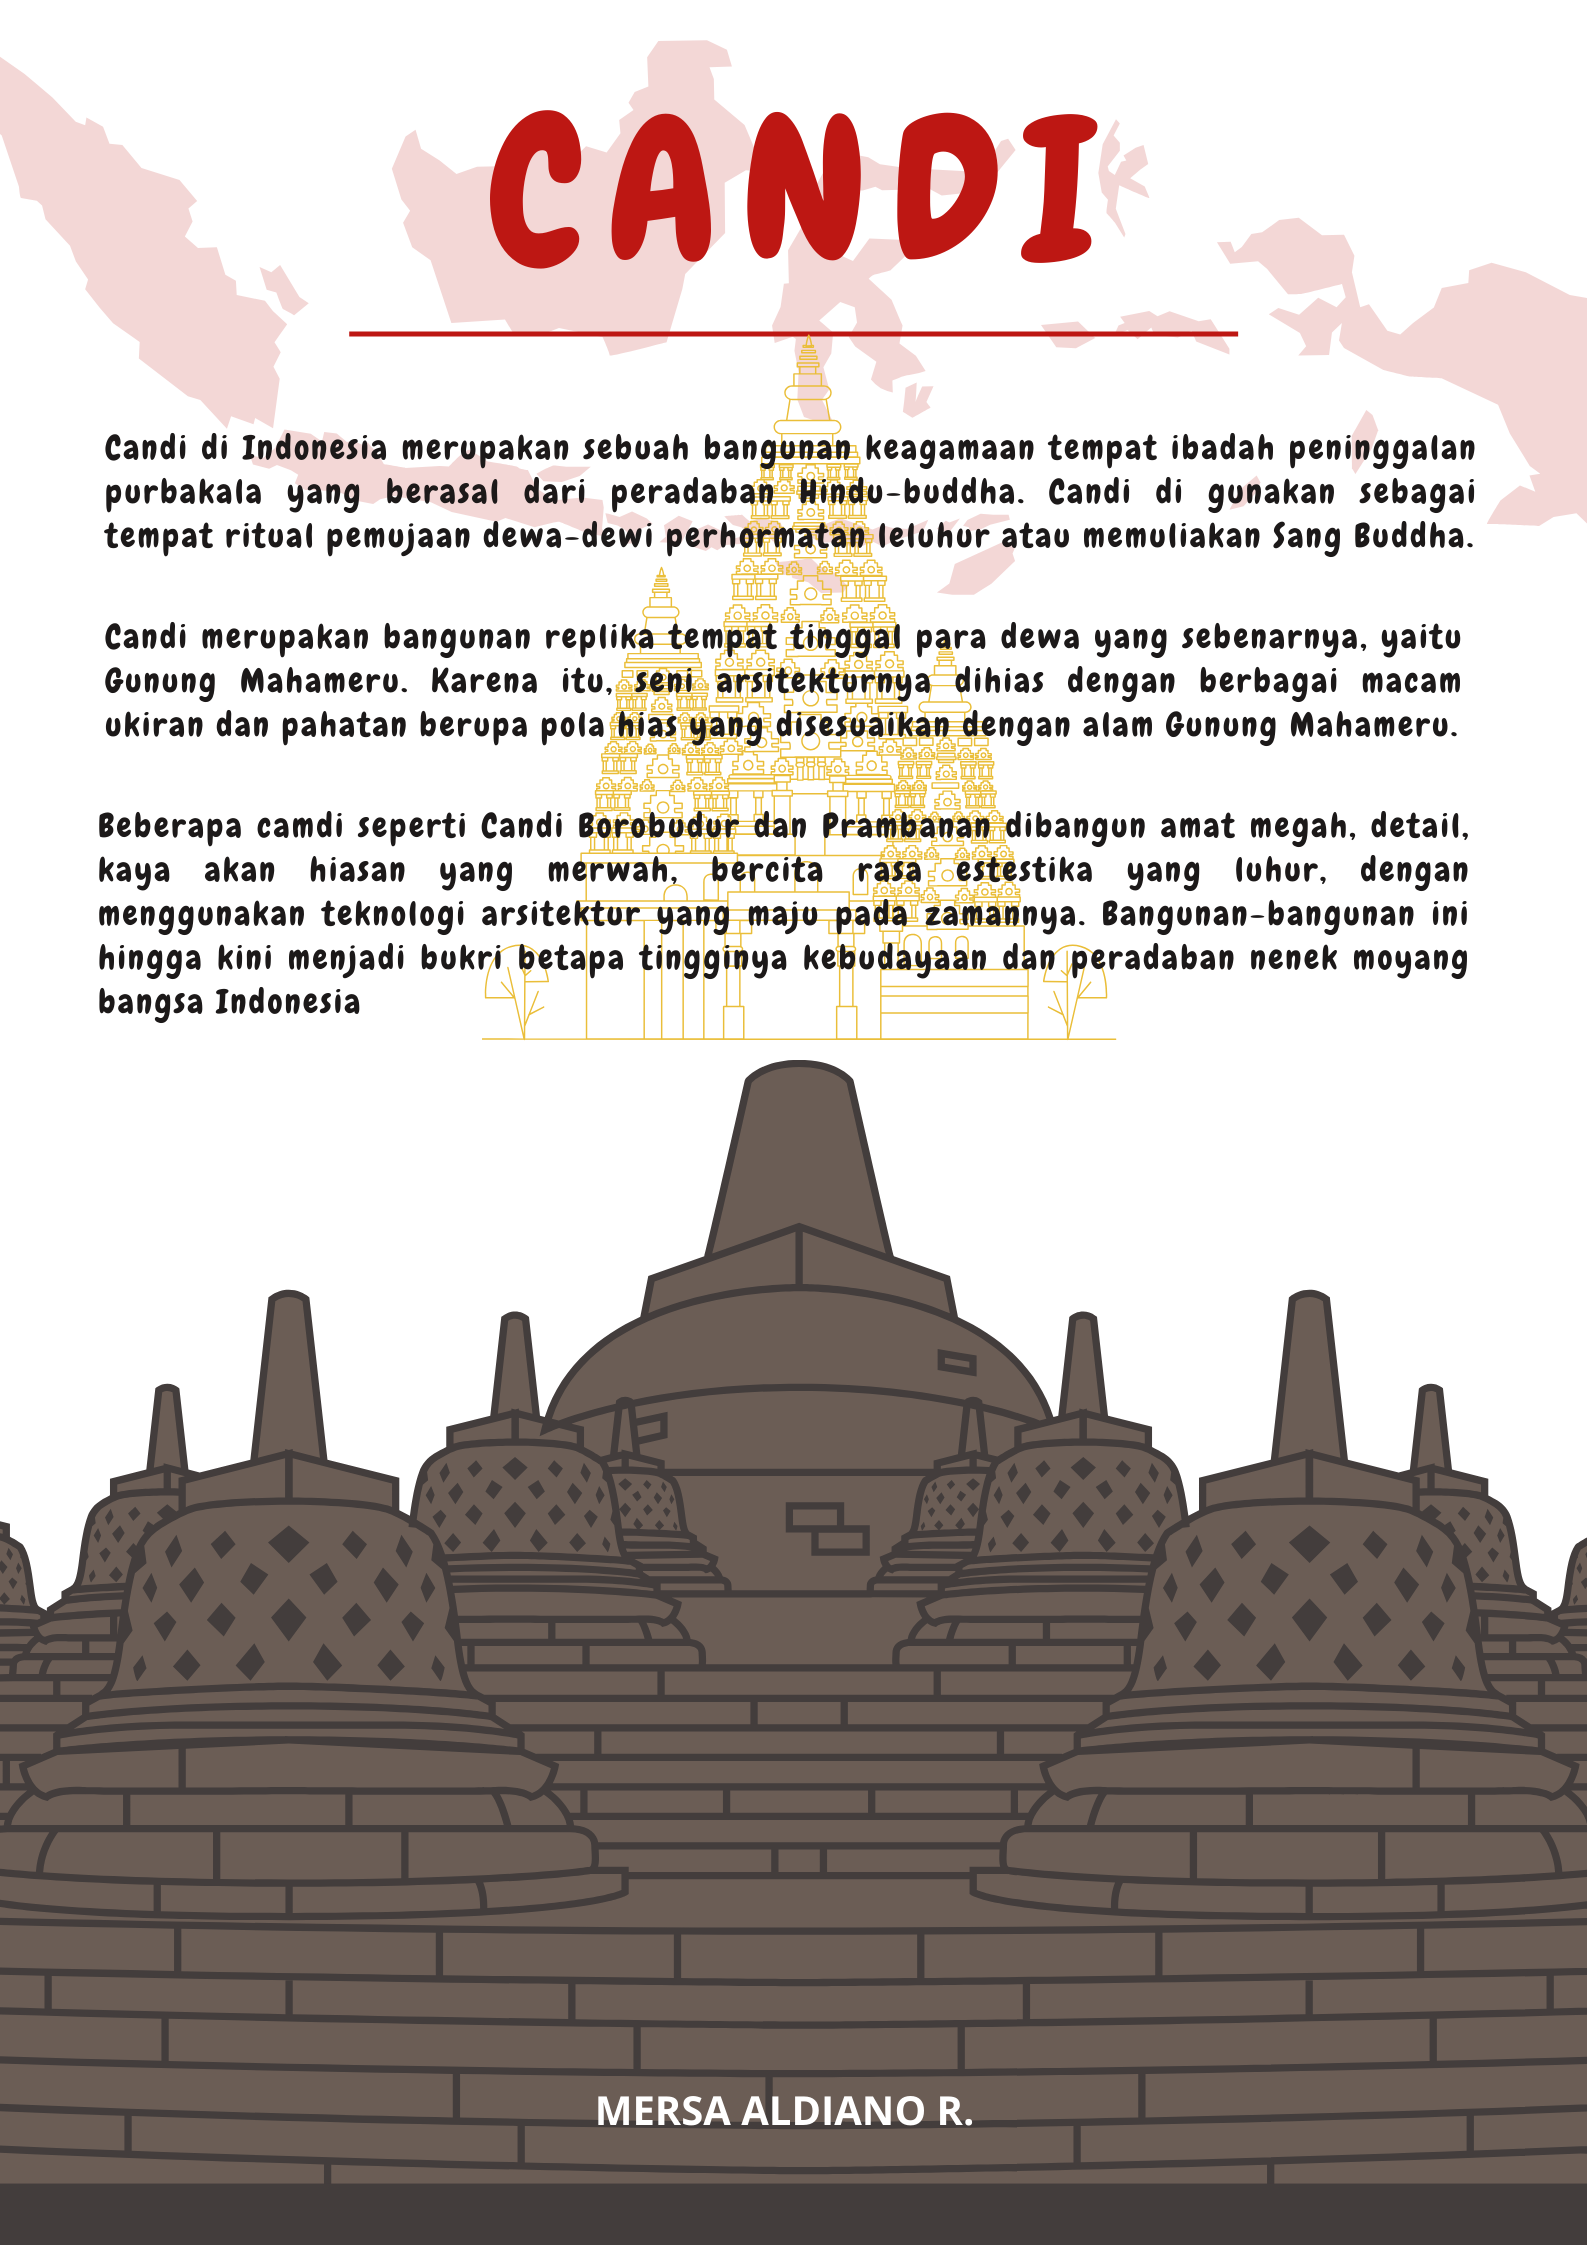 CANDI
Candi di Indonesia merupakan sebuah bangunan keagamaan tempat ibadah peninggalan
purbakala yang berasal dari peradaban Hindu-buddha. Candi di gunakan sebagai
tempat ritual pemujaan dewa-dewi perhormatan leluhur atau memuliakan Sang Buddha.
Candi merupakan bangunan replika tempat tinggal para dewa yang sebenarnya, yaitu
Gunung Mahameru. Karena itu, seni arsitekturnya dihias dengan berbagai macam
ukiran dan pahatan berupa pola hias yang disesuaikan dengan alam Gunung Mahameru.
Beberapa camdi seperti Candi Borobudur dan Prambanan dibangun amat megah, detail,
kaya akan hiasan yang merwah, bercita rasa estestika yang luhur, dengan
menggunakan teknologi arsitektur yang maju pada zamannya. Bangunan-bangunan ini
hingga kini menjadi bukri betapa tingginya kebudayaan dan peradaban nenek moyang
bangsa Indonesia
MERSA ALDIANO R.